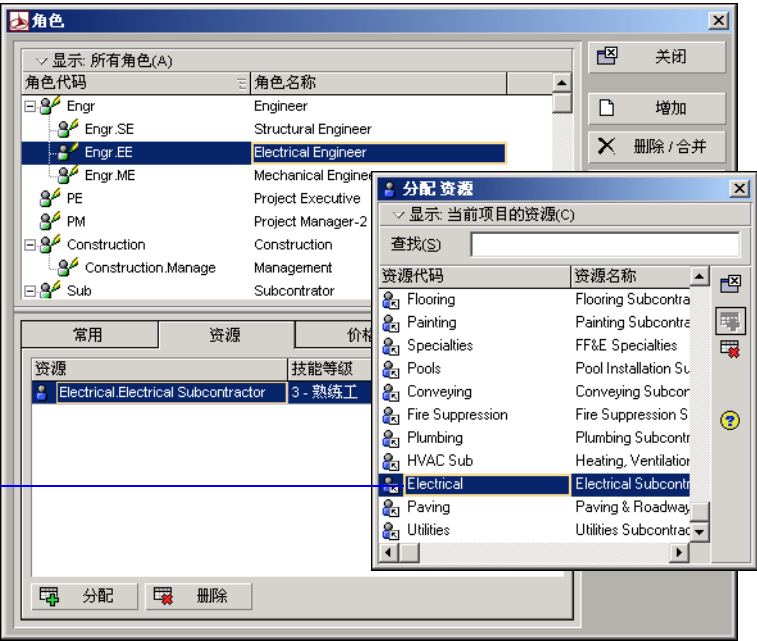 角色
显示: 所有角色(A)
角色代码 角色名称
Engr Engineer
Engr.SE Structural Engineer
Engr.EE Electrical Engineer
Engr.ME Mechanical Enginee
PE Project Executive
PM Project Manager-2
Construction Construction
Construction.Manage Management
Sub Subcontrator
关闭
增加
删除 / 合并
常用 资源 价格
资源 技能等级
Electrical.Electrical Subcontractor 3 - 熟练工
分配 删除
分配 资源
显示: 当前项目的资源(C)
查找(S)
资源代码 资源名称
Flooring Flooring Subcontra
Painting Painting Subcontra
Specialties FF&E Specialties
Pools Pool Installation Su
Conveying Conveying Subcor
Fire Suppression Fire Suppression S
Plumbing Plumbing Subcontr
HVAC Sub Heating, Ventilation
Electrical Electrical Subcontr
Paving Paving & Roadway
Utilities Utilities Subcontrac